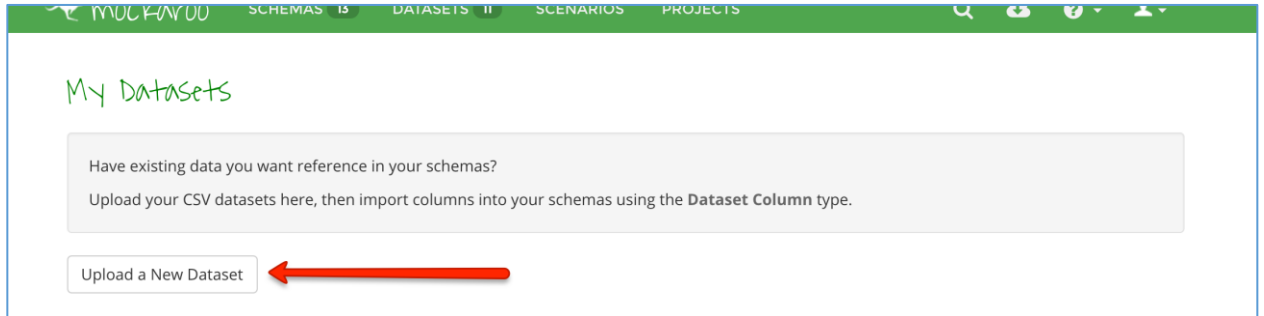 mockaroo SCHEMAS 13 DATASETS 11 SCENARIOS PROJECTS
My Datasets
Have existing data you want reference in your schemas?
Upload your CSV datasets here, then import columns into your schemas using the Dataset Column type.
Upload a New Dataset